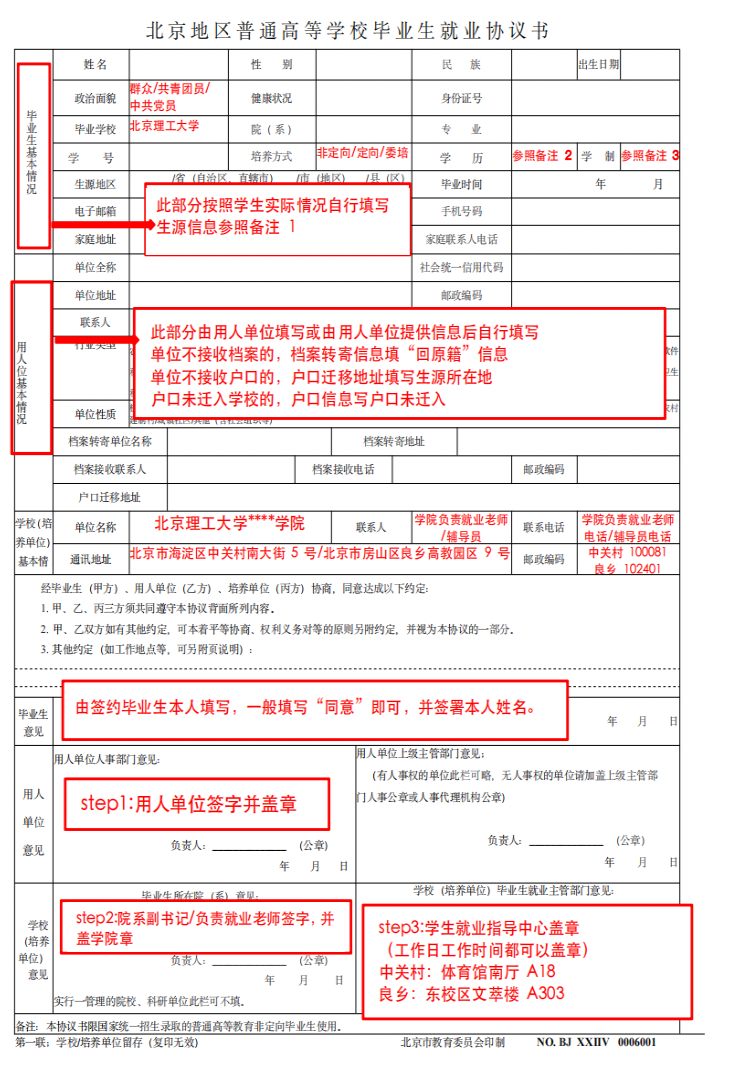 北京地区普通高等学校毕业生就业协议书
毕业生基本情况
姓名 性 别 民 族 出生日期
政治面貌 群众/共青团员/中共党员 健康状况 身份证号
毕业学校 北京理工大学 院（系） 专 业
学 号 培养方式 非定向/定向/委培 学 历 参照备注 2 学 制 参照备注 3
生源地区 /省（自治区、直辖市） /市（地区） /县（区） 毕业时间 年 月
电子邮箱 手机号码
家庭地址 家庭联系人电话
此部分按照学生实际情况自行填写
生源信息参照备注 1
用人位基本情况
单位全称 社会统一信用代码
单位地址 邮政编码
联系人
行业类型
此部分由用人单位填写或由用人单位提供信息后自行填写
单位不接收档案的，档案转寄信息填“回原籍”信息
单位不接收户口的，户口迁移地址填写生源所在地
户口未迁入学校的，户口信息写户口未迁入
单位性质
档案转寄单位名称 档案转寄地址
档案接收联系人 档案接收电话 邮政编码
户口迁移地址
学校(培养单位)基本情
单位名称 北京理工大学****学院 联系人 学院负责就业老师/辅导员 联系电话 学院负责就业老师电话/辅导员电话
通讯地址 北京市海淀区中关村南大街 5 号/北京市房山区良乡高教园区 9 号 邮政编码 中关村 100081 良乡 102401
经毕业生（甲方）、用人单位（乙方）、培养单位（丙方）协商，同意达成以下约定：
1. 甲、乙、丙三方须共同遵守本协议背面所列内容。
2. 甲、乙双方如有其他约定，可本着平等协商、权利义务对等的原则另附约定，并视为本协议的一部分。
3. 其他约定（如工作地点等，可另附页说明）：
毕业生意见
由签约毕业生本人填写，一般填写“同意”即可，并签署本人姓名。
年 月 日
用人单位意见
用人单位人事部门意见：
step1:用人单位签字并盖章
负责人： （公章）
年 月 日
用人单位上级主管部门意见：
（有人事权的单位此栏可略，无人事权的单位请加盖上级主管部
门人事公章或人事代理机构公章）
负责人： （公章）
年 月 日
学校（培养单位）意见
毕业生所在院（系）意见：
step2:院系副书记/负责就业老师签字，并
盖学院章
负责人： （公章）
年 月 日
实行一管理的院校、科研单位此栏可不填。
学校（培养单位）毕业生就业主管部门意见：
step3:学生就业指导中心盖章
（工作日工作时间都可以盖章）
中关村：体育馆南厅 A18
良乡：东校区文萃楼 A303
备注：本协议书限国家统一招生录取的普通高等教育非定向毕业生使用。
第一联：学校/培养单位留存（复印无效） 北京市教育委员会印制 NO. BJ XXIIV 0006001